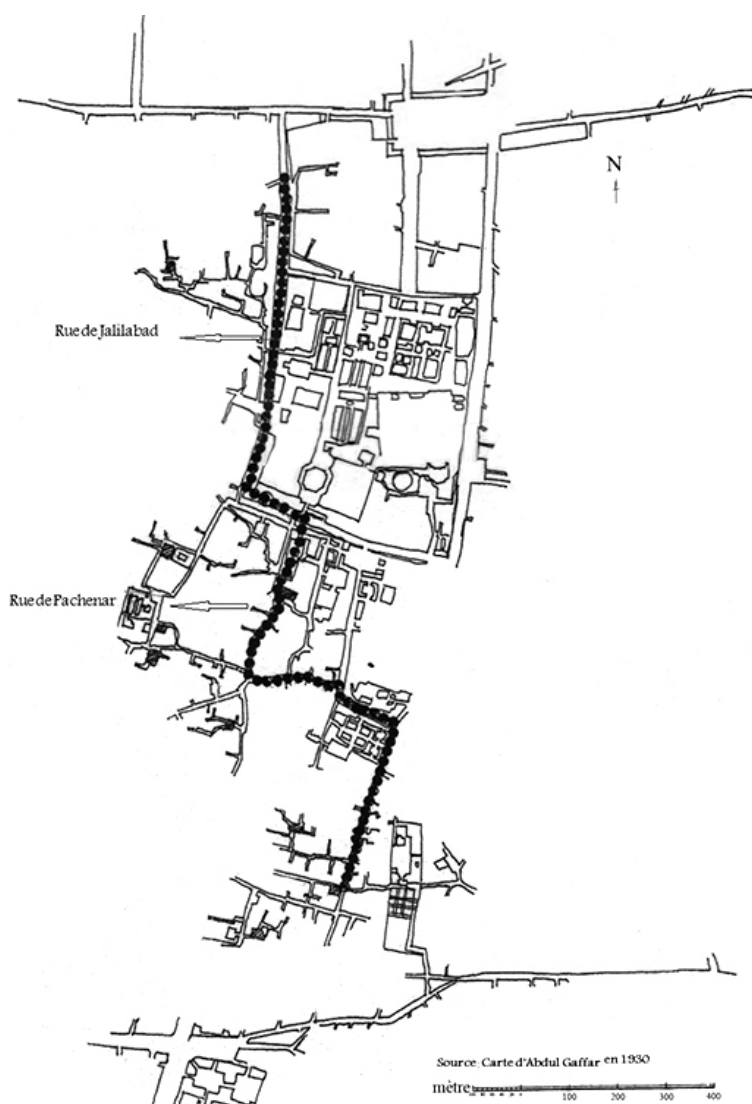 N
Rue de Jalilabad
Rue de Pachenar
Source: Carte d'Abdul Gaffar en 1930
mètre
100 200 300 400